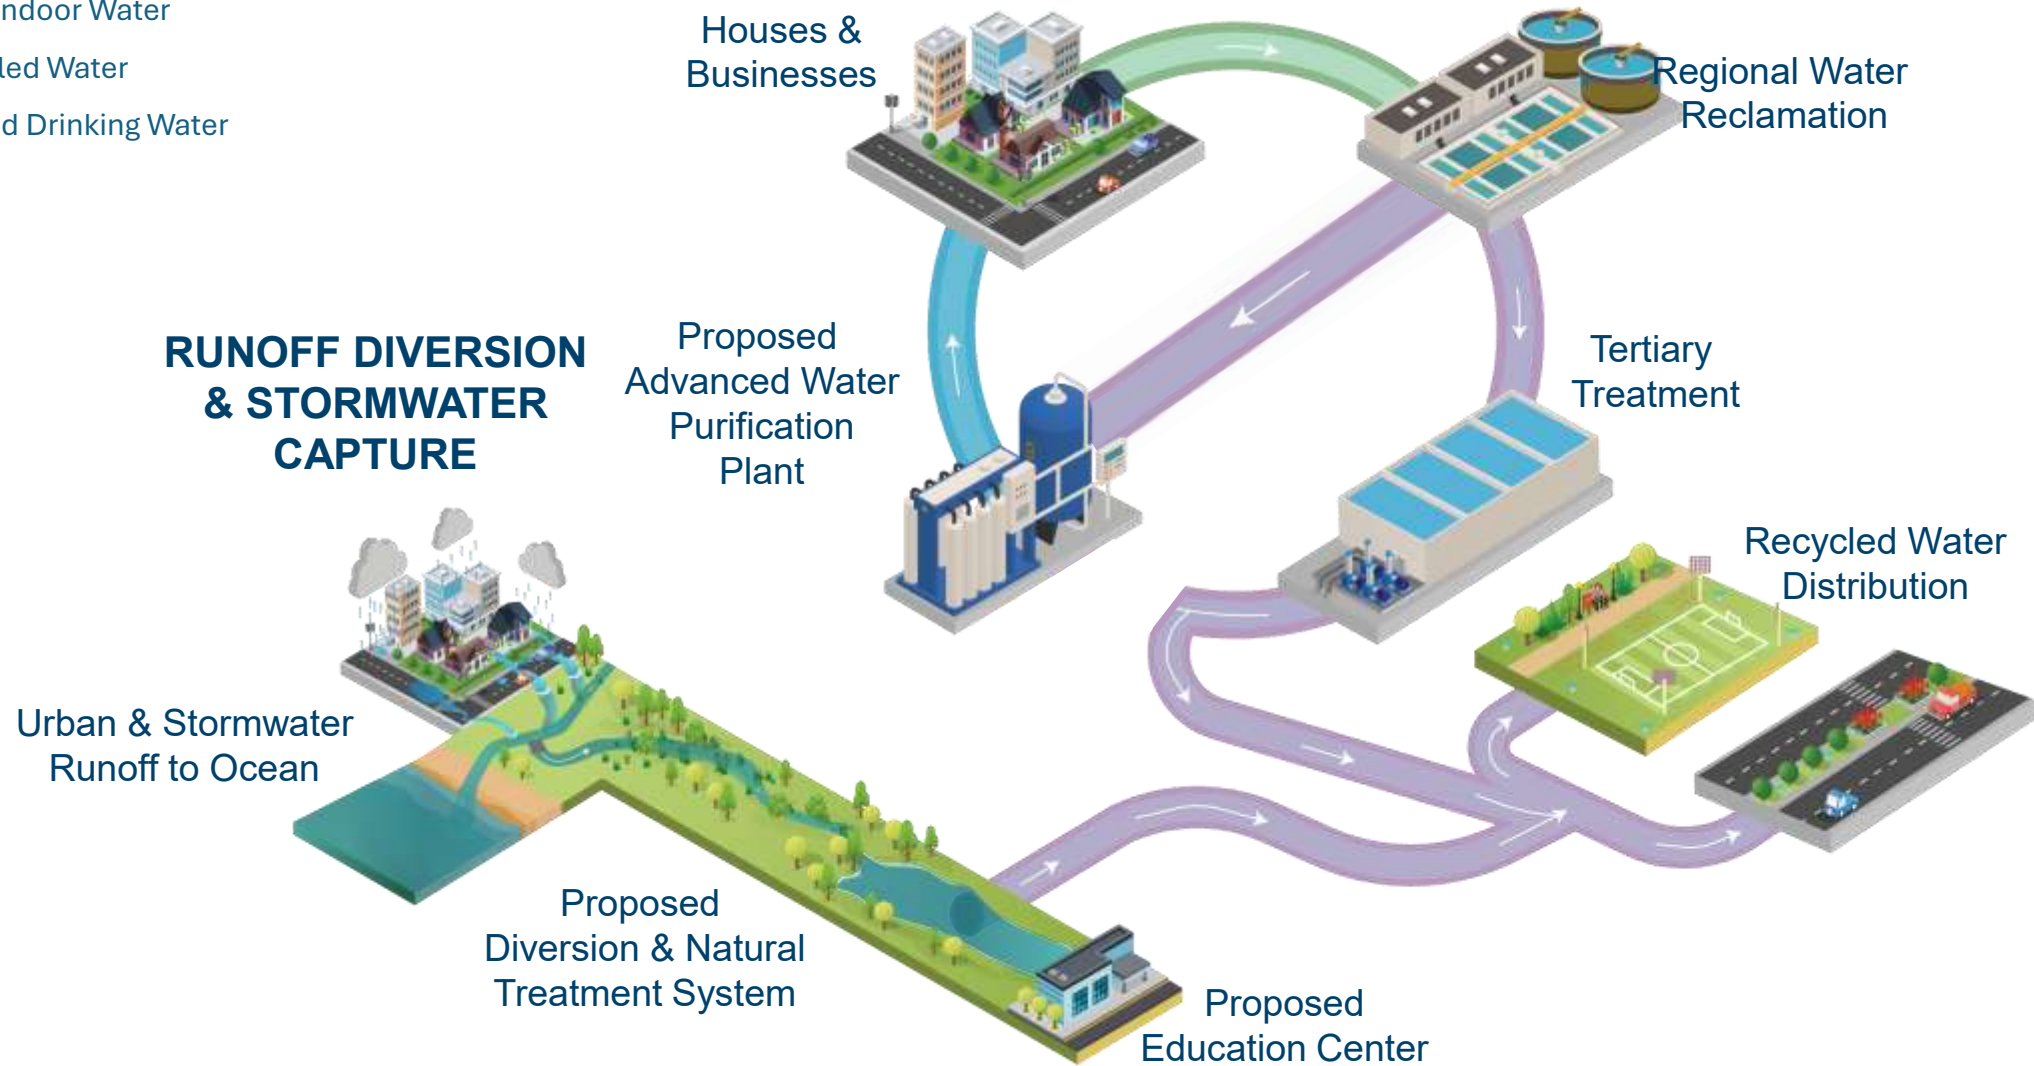 ndoor Water
led Water
d Drinking Water
Houses &
Businesses
Regional Water
Reclamation
RUNOFF DIVERSION
& STORMWATER
CAPTURE
Proposed
Advanced Water
Purification
Plant
Tertiary
Treatment
Recycled Water
Distribution
Urban & Stormwater
Runoff to Ocean
Proposed
Diversion & Natural
Treatment System
Proposed
Education Center